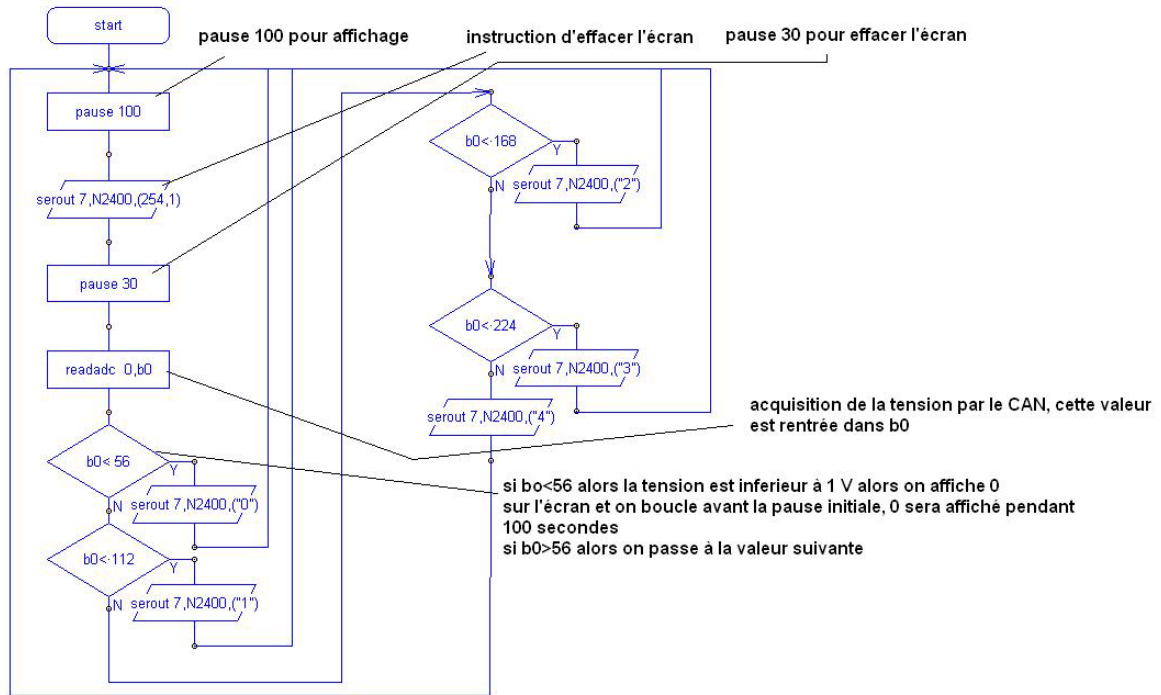 start
pause 100 pour affichage
instruction d'effacer l'écran
pause 30 pour effacer l'écran
pause 100
serout 7,N2400,(254,1)
pause 30
readadc 0,b0
b0< 56
Y
N
serout 7,N2400,("0")
b0<·112
Y
N
serout 7,N2400,("1")
b0<·168
Y
N
serout 7,N2400,("2")
b0<·224
Y
N
serout 7,N2400,("3")
serout 7,N2400,("4")
acquisition de la tension par le CAN, cette valeur
est rentrée dans b0
si bo<56 alors la tension est inferieur à 1 V alors on affiche 0
sur l'écran et on boucle avant la pause initiale, 0 sera affiché pendant
100 secondes
si b0>56 alors on passe à la valeur suivante